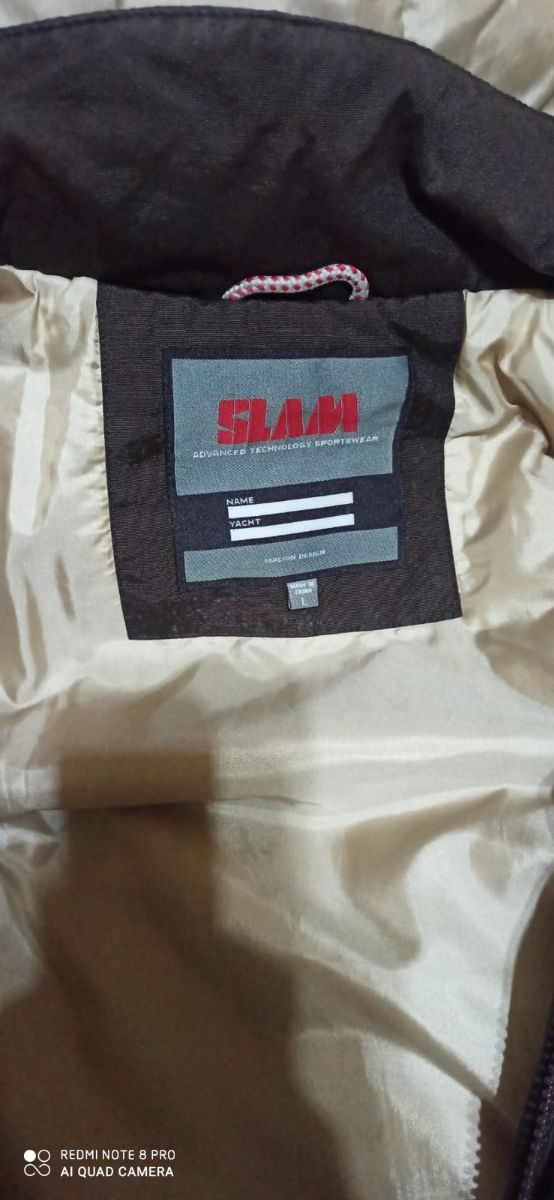 SLAM
ADVANCED TECHNOLOGY SPORTSWEAR
NAME
YACHT
ITALIAN DESIGN
MADE IN
CHINA
L
REDMI NOTE 8 PRO
AI QUAD CAMERA